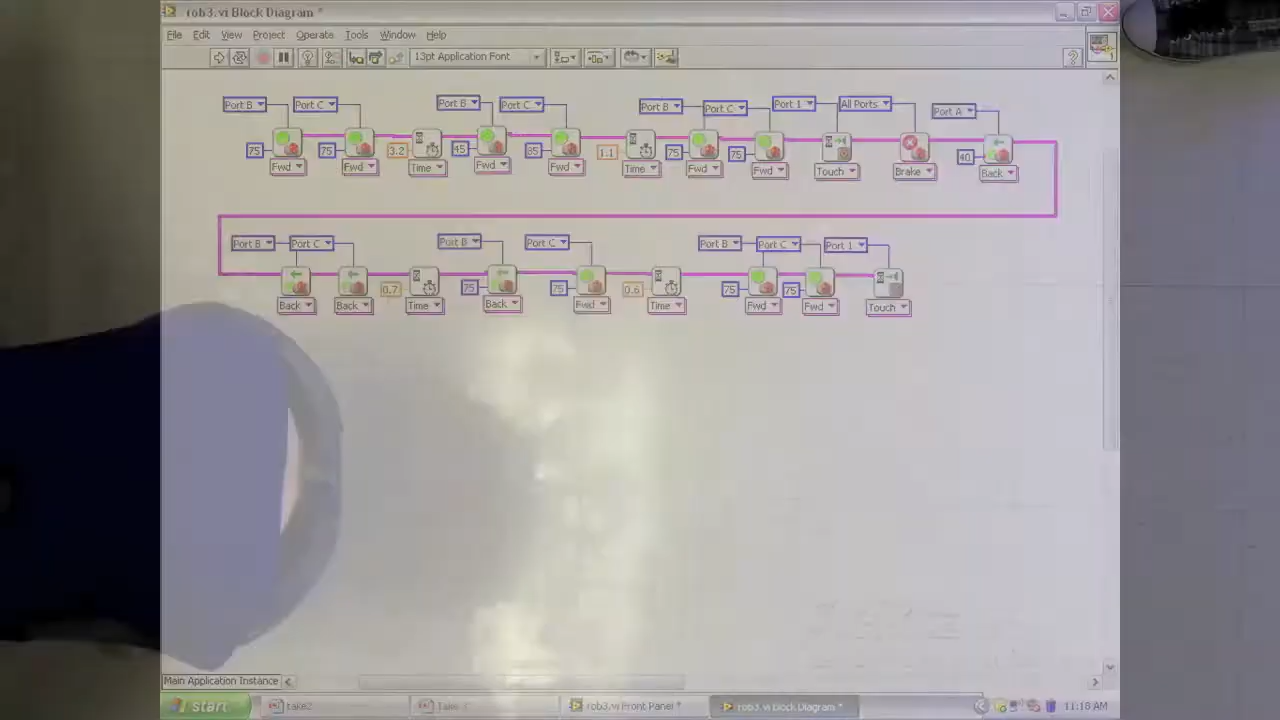 rob3.vi Block Diagram *
File Edit View Project Operate Tools Window Help
13pt Application Font
Port B Port C Port B Port C Port B Port C Port 1 All Ports Port A
75 75 3.2 45 85 1.1 75 75 40
Fwd Fwd Time Fwd Fwd Time Fwd Fwd Touch Brake Back
Port B Port C Port B Port C Port B Port C Port 1
0.7 75 75 0.6 75 75
Back Back Time Back Fwd Time Fwd Fwd Touch
Main Application Instance
start take2 rob3.vi Front Panel * rob3.vi Block Diagram * 11:18 AM